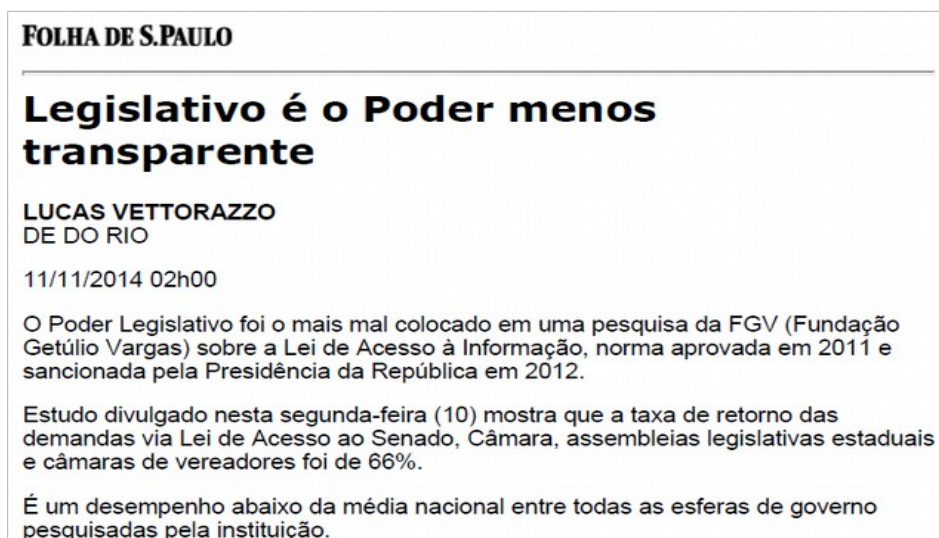 FOLHA DE S.PAULO
Legislativo é o Poder menos
transparente
LUCAS VETTORAZZO
DE DO RIO
11/11/2014 02h00
O Poder Legislativo foi o mais mal colocado em uma pesquisa da FGV (Fundação
Getúlio Vargas) sobre a Lei de Acesso à Informação, norma aprovada em 2011 e
sancionada pela Presidência da República em 2012.
Estudo divulgado nesta segunda-feira (10) mostra que a taxa de retorno das
demandas via Lei de Acesso ao Senado, Câmara, assembleias legislativas estaduais
e câmaras de vereadores foi de 66%.
É um desempenho abaixo da média nacional entre todas as esferas de governo
pesquisadas pela instituição.